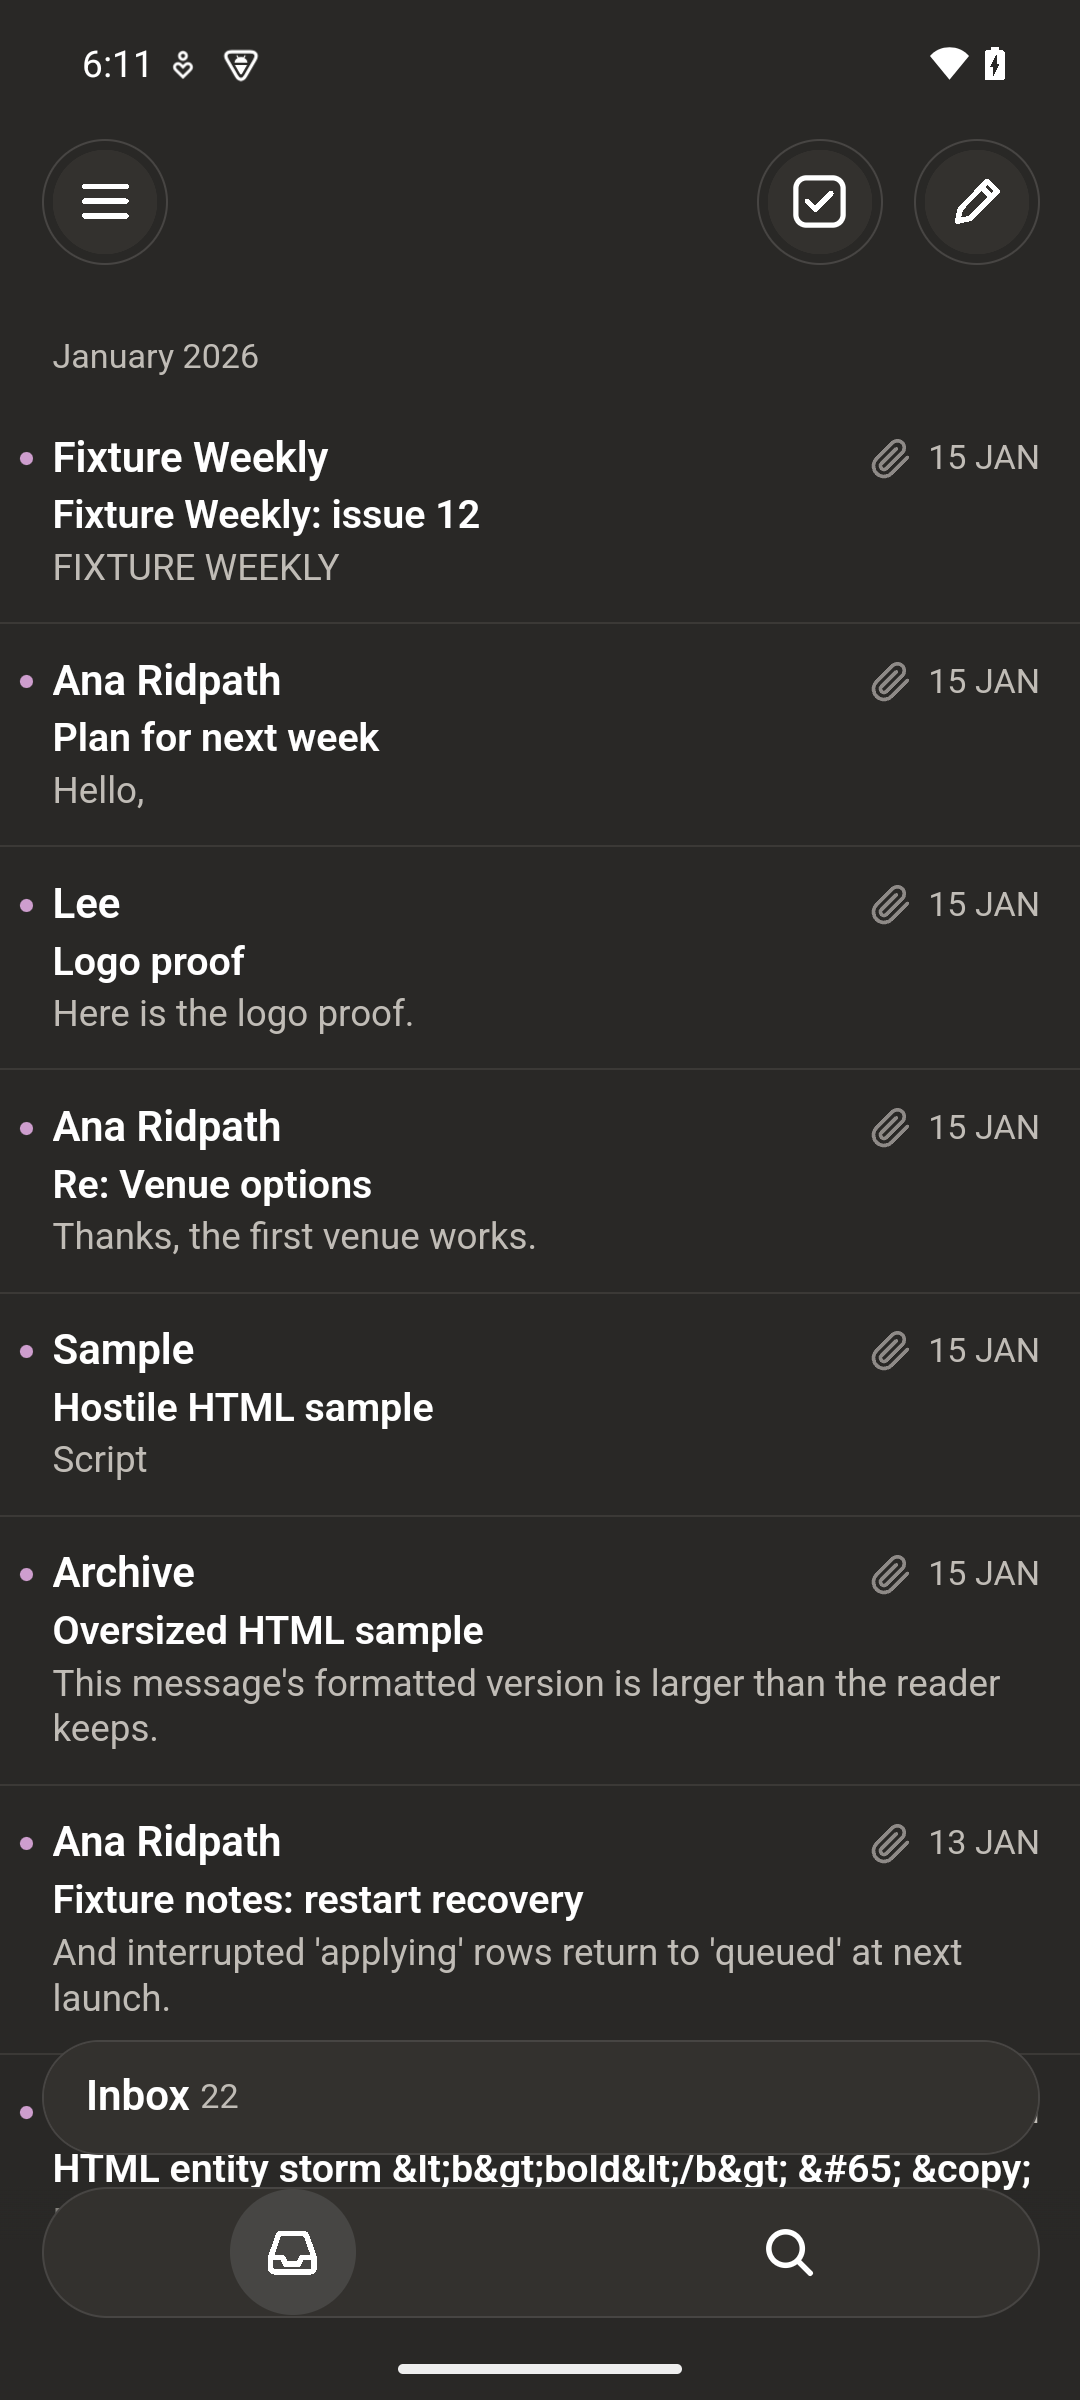 6:11
January 2026
Fixture Weekly 15 JAN
Fixture Weekly: issue 12
FIXTURE WEEKLY
Ana Ridpath 15 JAN
Plan for next week
Hello,
Lee 15 JAN
Logo proof
Here is the logo proof.
Ana Ridpath 15 JAN
Re: Venue options
Thanks, the first venue works.
Sample 15 JAN
Hostile HTML sample
Script
Archive 15 JAN
Oversized HTML sample
This message's formatted version is larger than the reader
keeps.
Ana Ridpath 13 JAN
Fixture notes: restart recovery
And interrupted 'applying' rows return to 'queued' at next
launch.
Inbox 22
HTML entity storm &lt;b&gt;bold&lt;/b&gt; &#65; &copy;